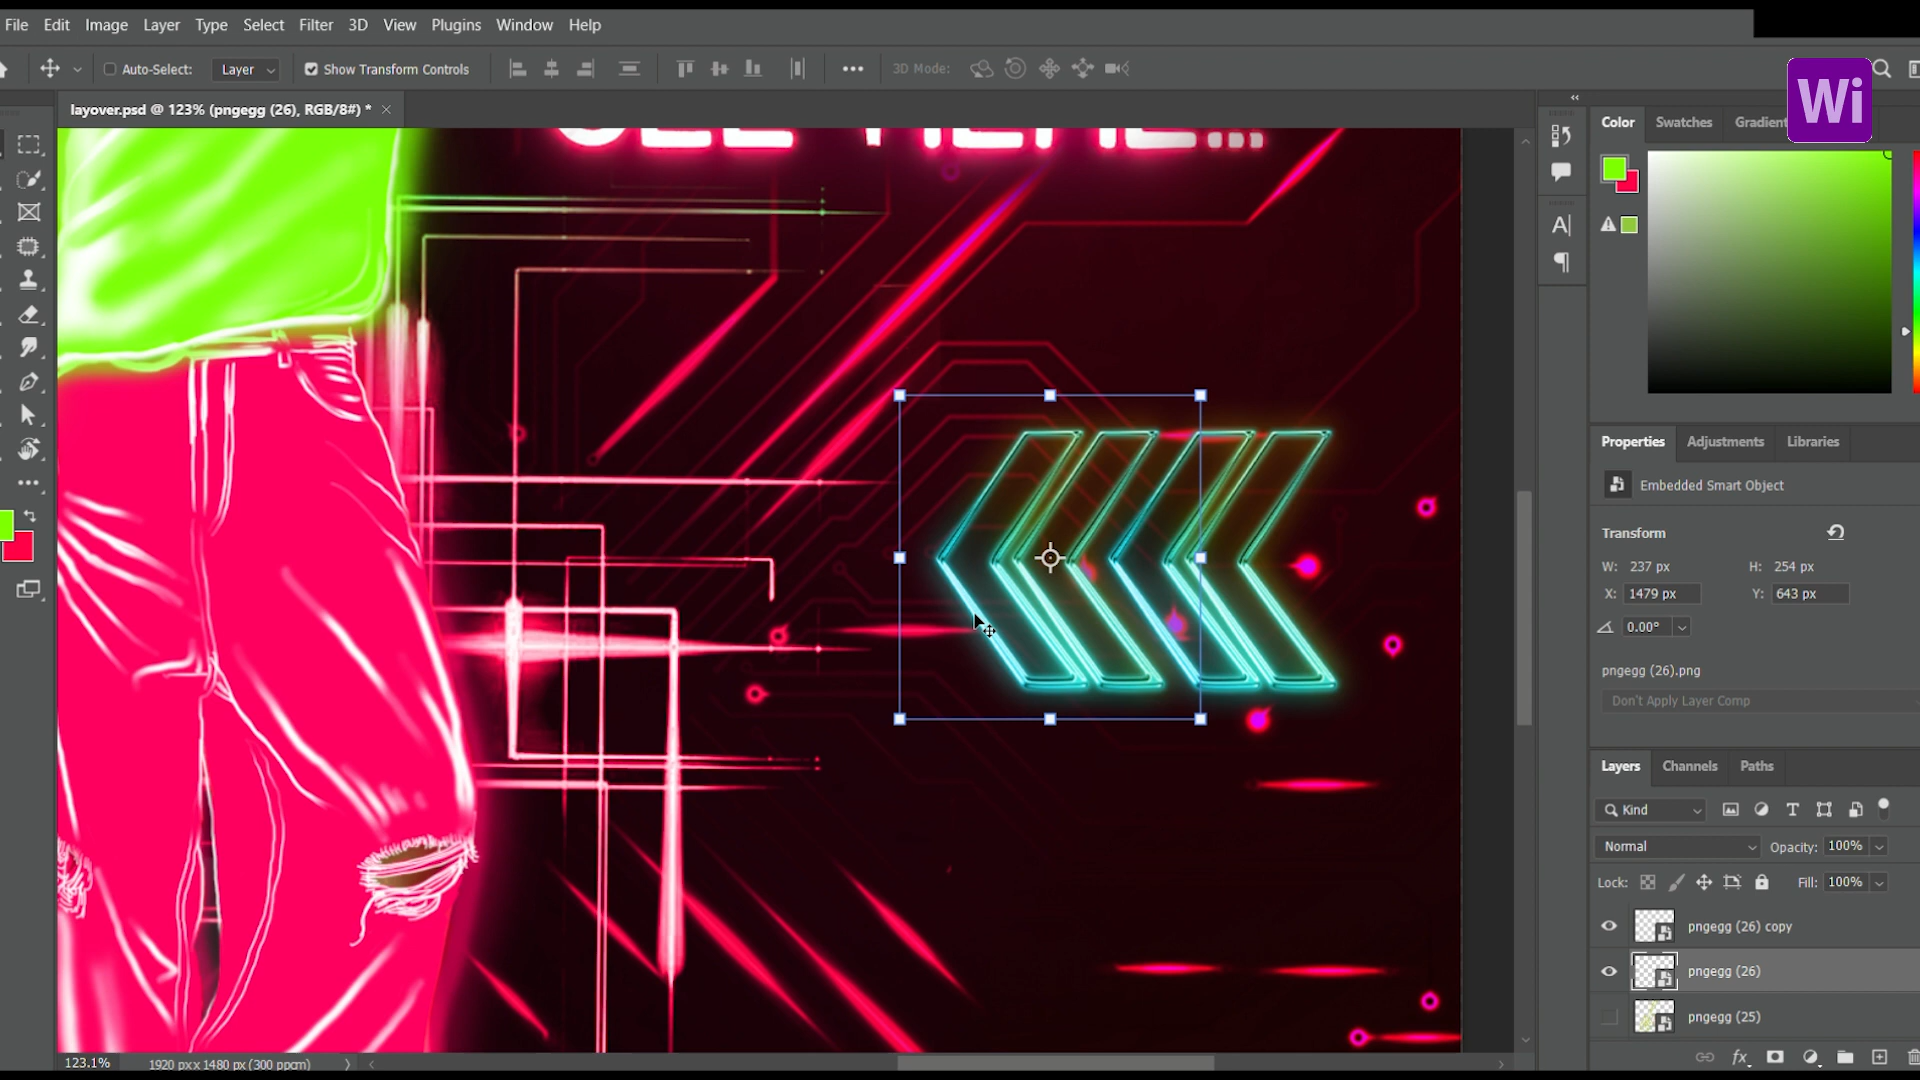 File Edit Image Layer Type Select Filter 3D View Plugins Window Help
Auto-Select: Layer Show Transform Controls 3D Mode:
Wi
layover.psd @ 123% (pngegg (26), RGB/8#) *
Color Swatches Gradient
Properties Adjustments Libraries
Embedded Smart Object
Transform
W: 237 px H: 254 px
X: 1479 px Y: 643 px
0.00°
pngegg (26).png
Don't Apply Layer Comp
Layers Channels Paths
Kind
Normal Opacity: 100%
Lock: Fill: 100%
pngegg (26) copy
pngegg (26)
pngegg (25)
fx
123.1% 1920 px x 1480 px (300 ppcm)